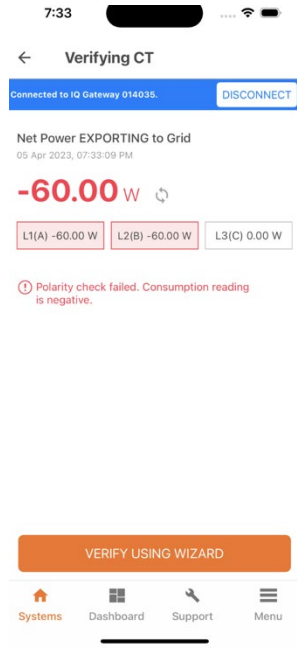 7:33
Verifying CT
Connected to IQ Gateway 014035.
DISCONNECT
Net Power EXPORTING to Grid
05 Apr 2023, 07:33:09 PM
-60.00 W
L1(A) -60.00 W
L2(B) -60.00 W
L3(C) 0.00 W
Polarity check failed. Consumption reading
is negative.
VERIFY USING WIZARD
Systems
Dashboard
Support
Menu